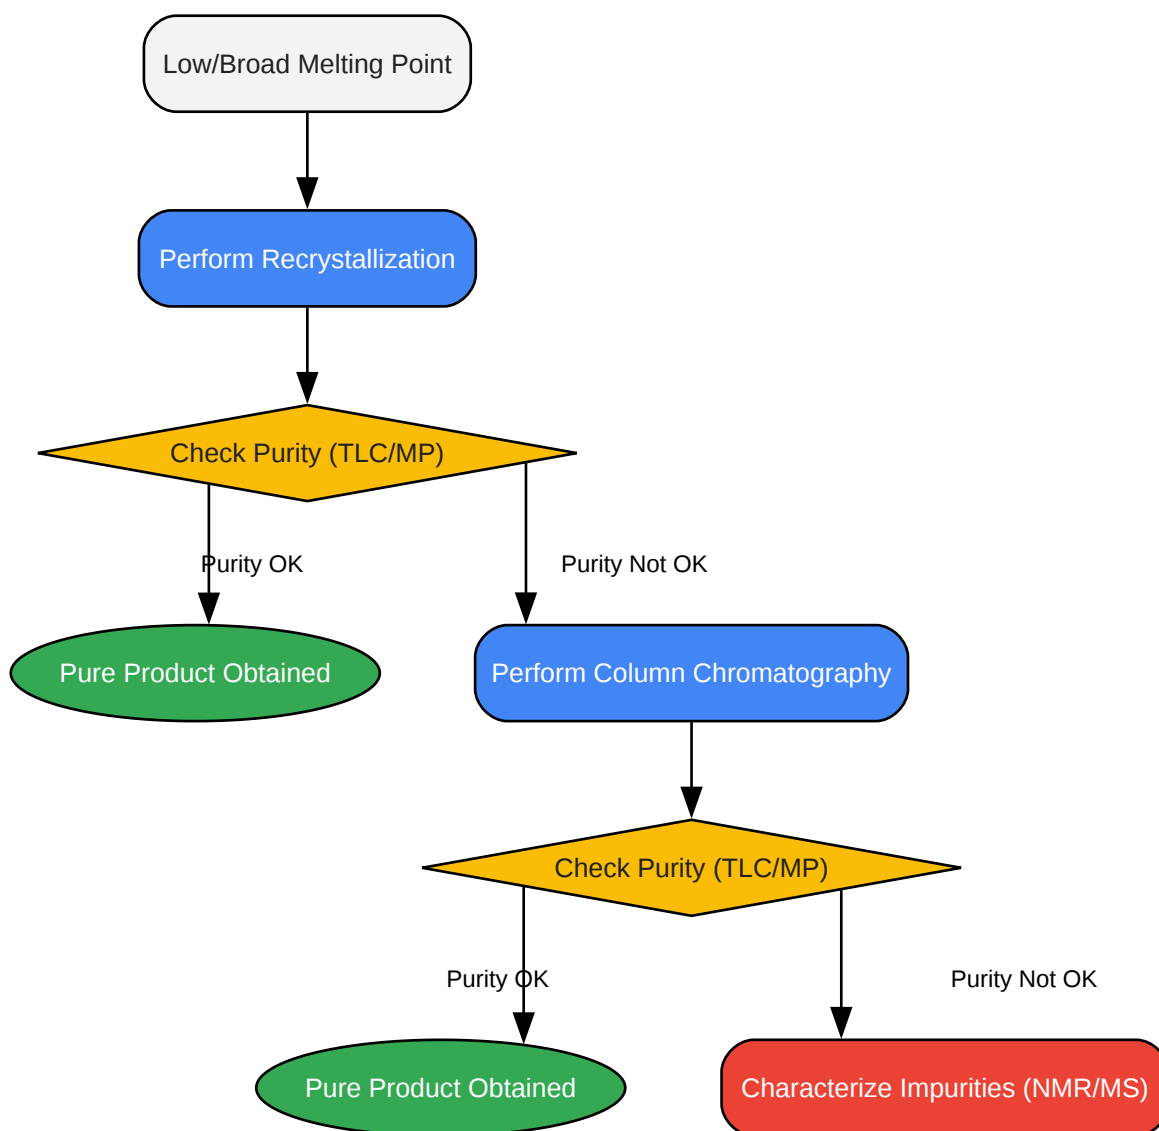 Low/Broad Melting Point
Perform Recrystallization
Check Purity (TLC/MP)
Purity OK
Purity Not OK
Pure Product Obtained
Perform Column Chromatography
Check Purity (TLC/MP)
Purity OK
Purity Not OK
Pure Product Obtained
Characterize Impurities (NMR/MS)